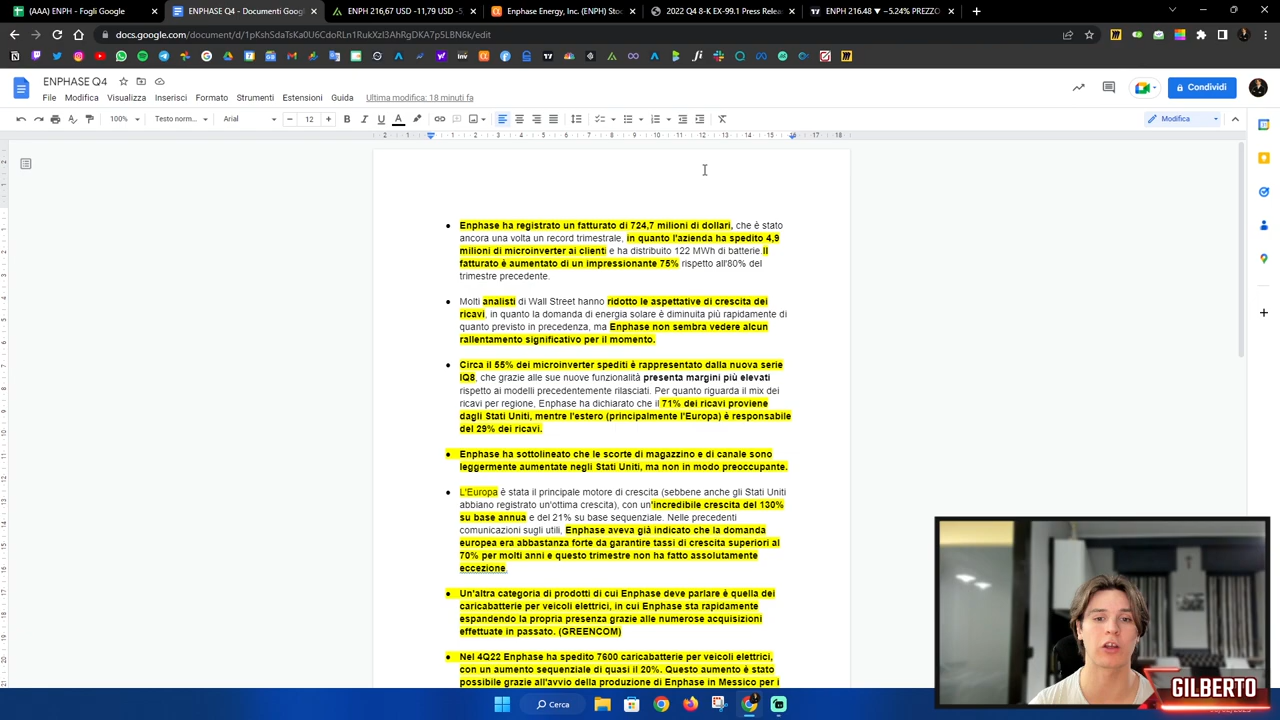 (AAA) ENPH - Fogli Google
ENPHASE Q4 - Documenti Googl
ENPH 216,67 USD -11,79 USD -5
Enphase Energy, Inc. (ENPH) Sto
2022 Q4 8-K EX-99.1 Press Relea
ENPH 216.48 ▼ −5.24% PREZZO
docs.google.com/document/d/1pKshSdaTsKa0U6CdoRLn1RukXzI3AhRgDKA7p5LBN6k/edit
ENPHASE Q4
File Modifica Visualizza Inserisci Formato Strumenti Estensioni Guida Ultima modifica: 18 minuti fa
Condividi
100% Testo norm... Arial 12 Modifica
Enphase ha registrato un fatturato di 724,7 milioni di dollari, che è stato
ancora una volta un record trimestrale, in quanto l'azienda ha spedito 4,9
milioni di microinverter ai clienti e ha distribuito 122 MWh di batterie.Il
fatturato è aumentato di un impressionante 75% rispetto all'80% del
trimestre precedente.
Molti analisti di Wall Street hanno ridotto le aspettative di crescita dei
ricavi, in quanto la domanda di energia solare è diminuita più rapidamente di
quanto previsto in precedenza, ma Enphase non sembra vedere alcun
rallentamento significativo per il momento.
Circa il 55% dei microinverter spediti è rappresentato dalla nuova serie
IQ8, che grazie alle sue nuove funzionalità presenta margini più elevati
rispetto ai modelli precedentemente rilasciati. Per quanto riguarda il mix dei
ricavi per regione, Enphase ha dichiarato che il 71% dei ricavi proviene
dagli Stati Uniti, mentre l'estero (principalmente l'Europa) è responsabile
del 29% dei ricavi.
Enphase ha sottolineato che le scorte di magazzino e di canale sono
leggermente aumentate negli Stati Uniti, ma non in modo preoccupante.
L'Europa è stata il principale motore di crescita (sebbene anche gli Stati Uniti
abbiano registrato un'ottima crescita), con un'incredibile crescita del 130%
su base annua e del 21% su base sequenziale. Nelle precedenti
comunicazioni sugli utili, Enphase aveva già indicato che la domanda
europea era abbastanza forte da garantire tassi di crescita superiori al
70% per molti anni e questo trimestre non ha fatto assolutamente
eccezione.
Un'altra categoria di prodotti di cui Enphase deve parlare è quella dei
caricabatterie per veicoli elettrici, in cui Enphase sta rapidamente
espandendo la propria presenza grazie alle numerose acquisizioni
effettuate in passato. (GREENCOM)
Nel 4Q22 Enphase ha spedito 7600 caricabatterie per veicoli elettrici,
con un aumento sequenziale di quasi il 20%. Questo aumento è stato
possibile grazie all'avvio della produzione di Enphase in Messico per i
GILBERTO
Cerca